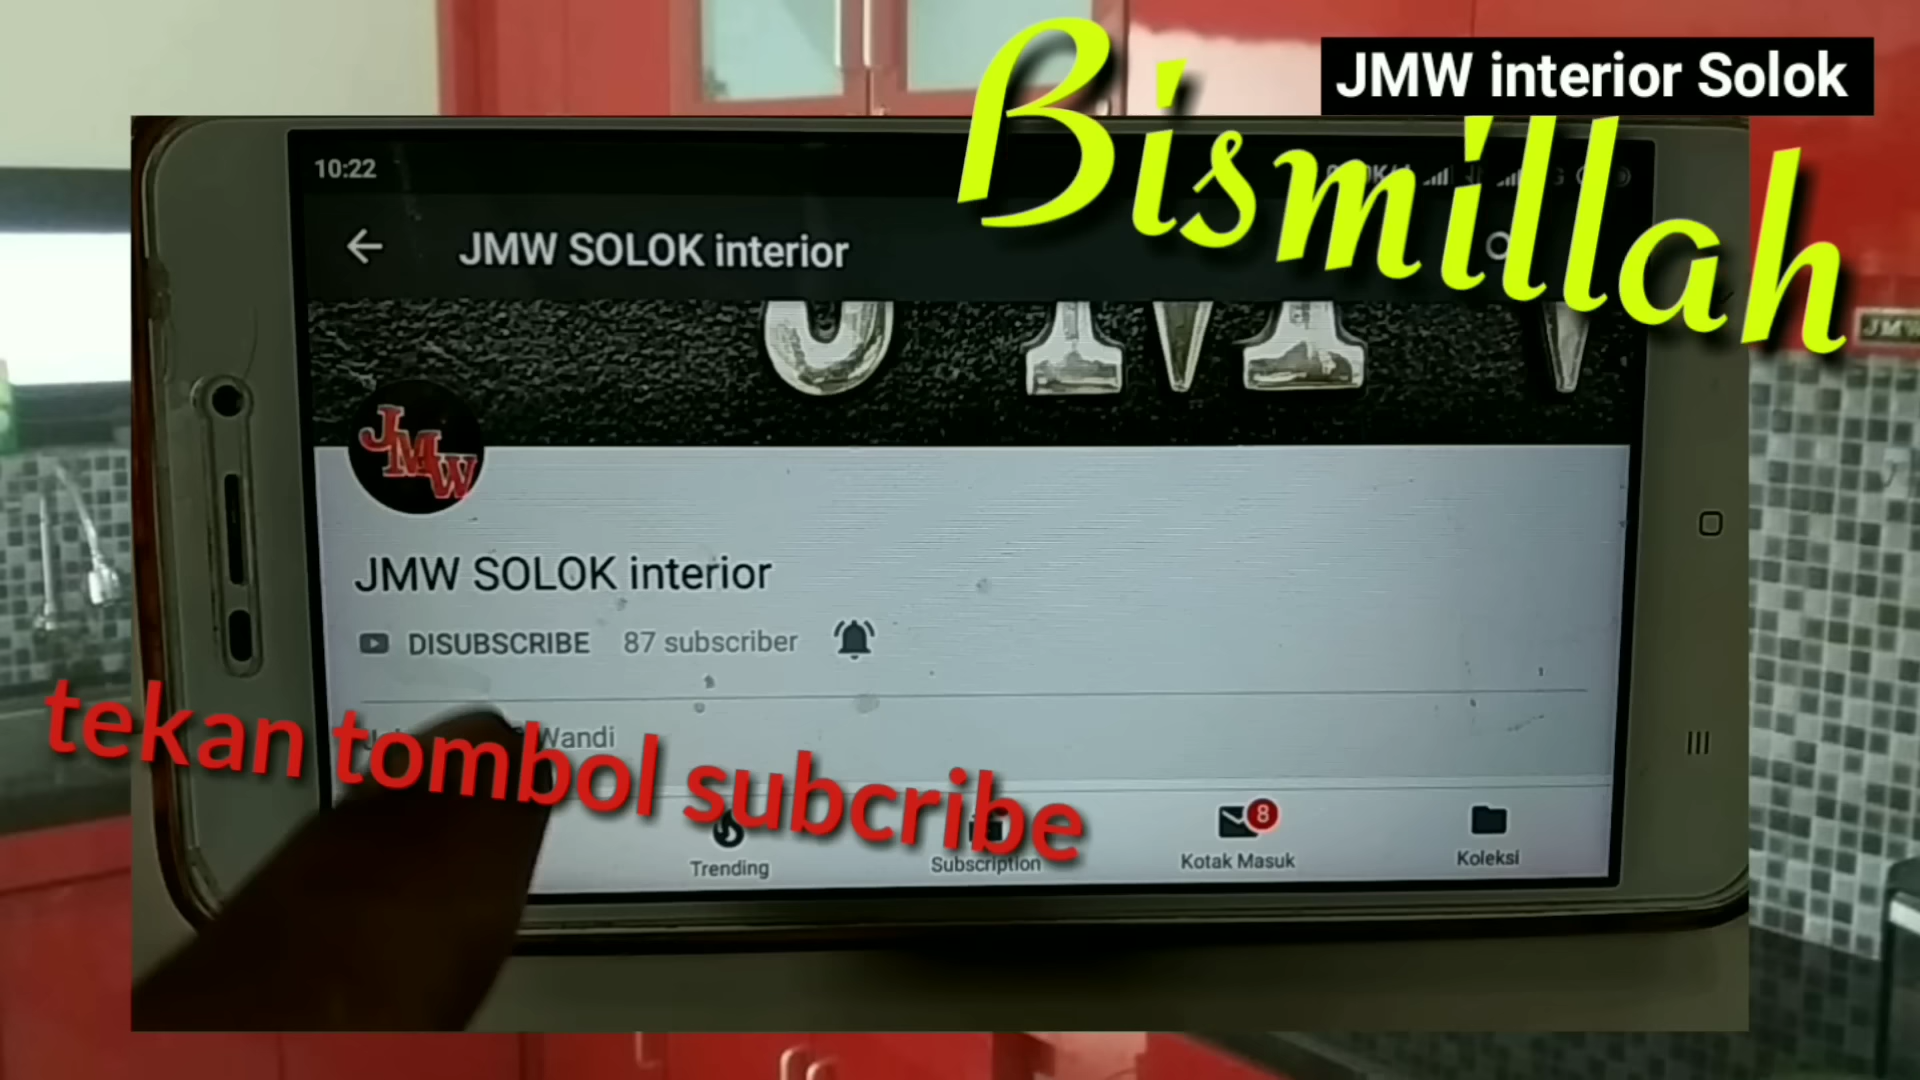 JMW interior Solok
Bismillah
10:22
JMW SOLOK interior
JMW
JMW SOLOK interior
DISUBSCRIBE 87 subscriber
Wandi
tekan tombol subcribe
Trending
Subscription
8
Kotak Masuk
Koleksi
JMW